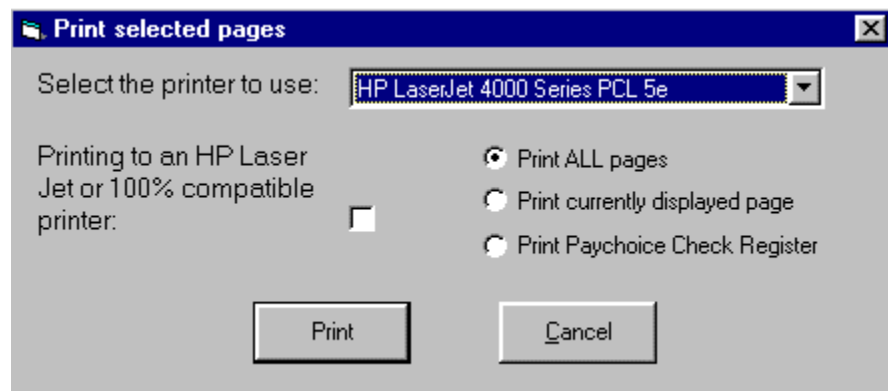 Print selected pages
Select the printer to use:
HP LaserJet 4000 Series PCL 5e
Printing to an HP Laser
Jet or 100% compatible
printer:
Print ALL pages
Print currently displayed page
Print Paychoice Check Register
Print
Cancel